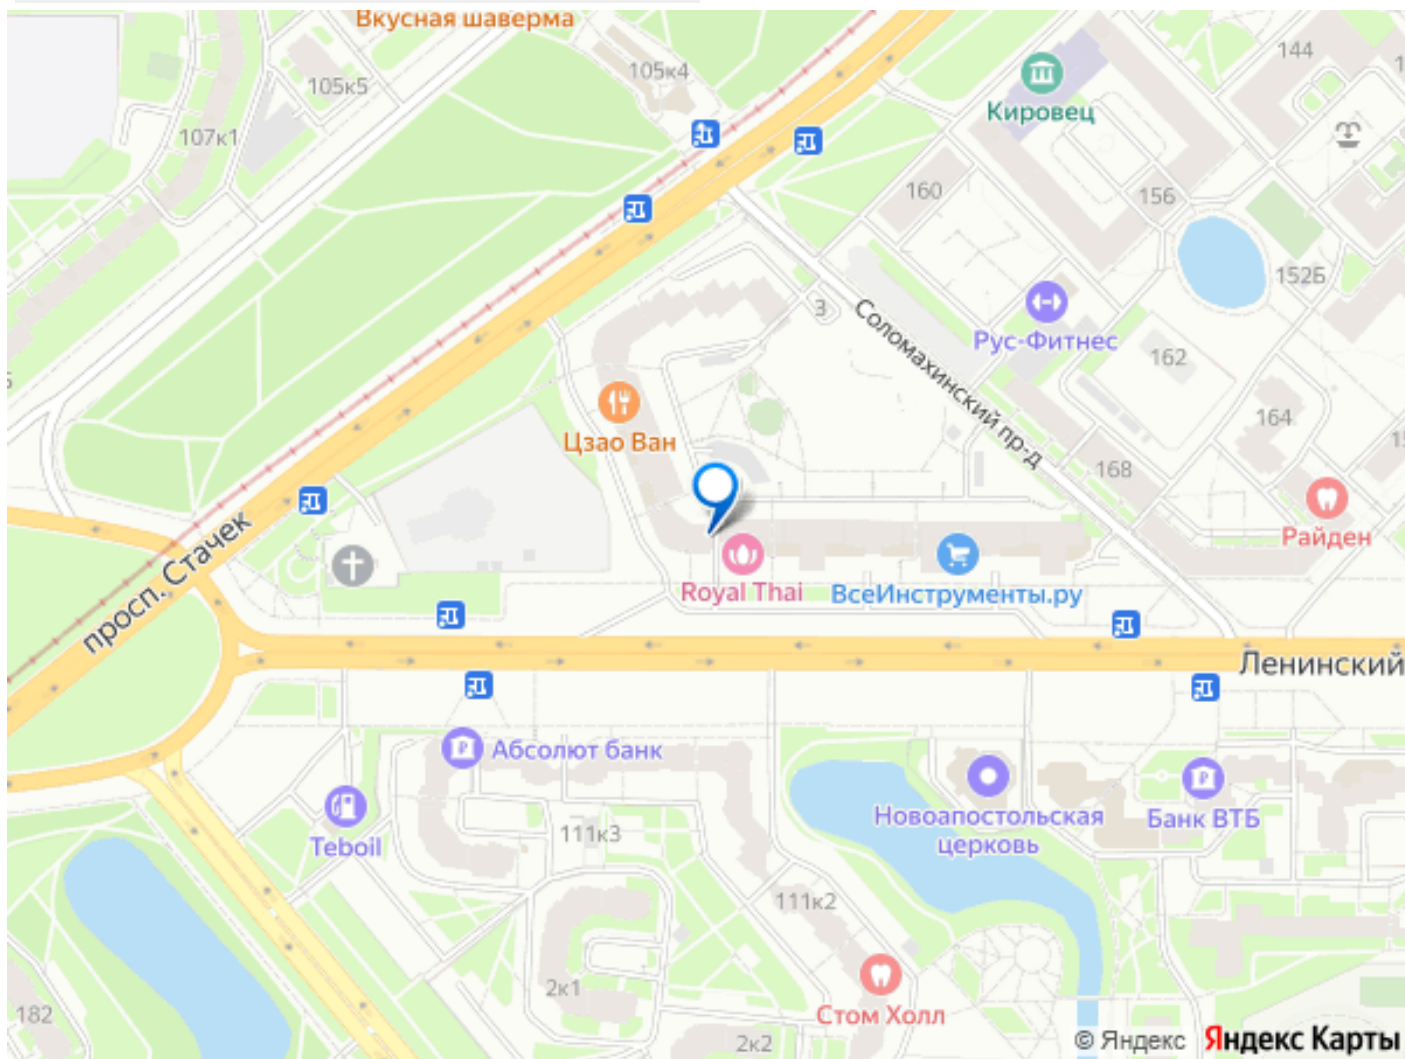 Вкусная шаверма
105к4
105к5
144
1
Кировец
107к1
160
156
152Б
3
Соломахинский пр-д
Рус-Фитнес
162
164
Цзао Ван
15
168
Райден
просп. Стачек
Royal Thai
ВсеИнструменты.ру
Ленинский
Абсолют банк
Teboil
111к3
Новоапостольская
церковь
Банк ВТБ
111к2
2к1
Стом Холл
182
2к2
© Яндекс Яндекс Карты